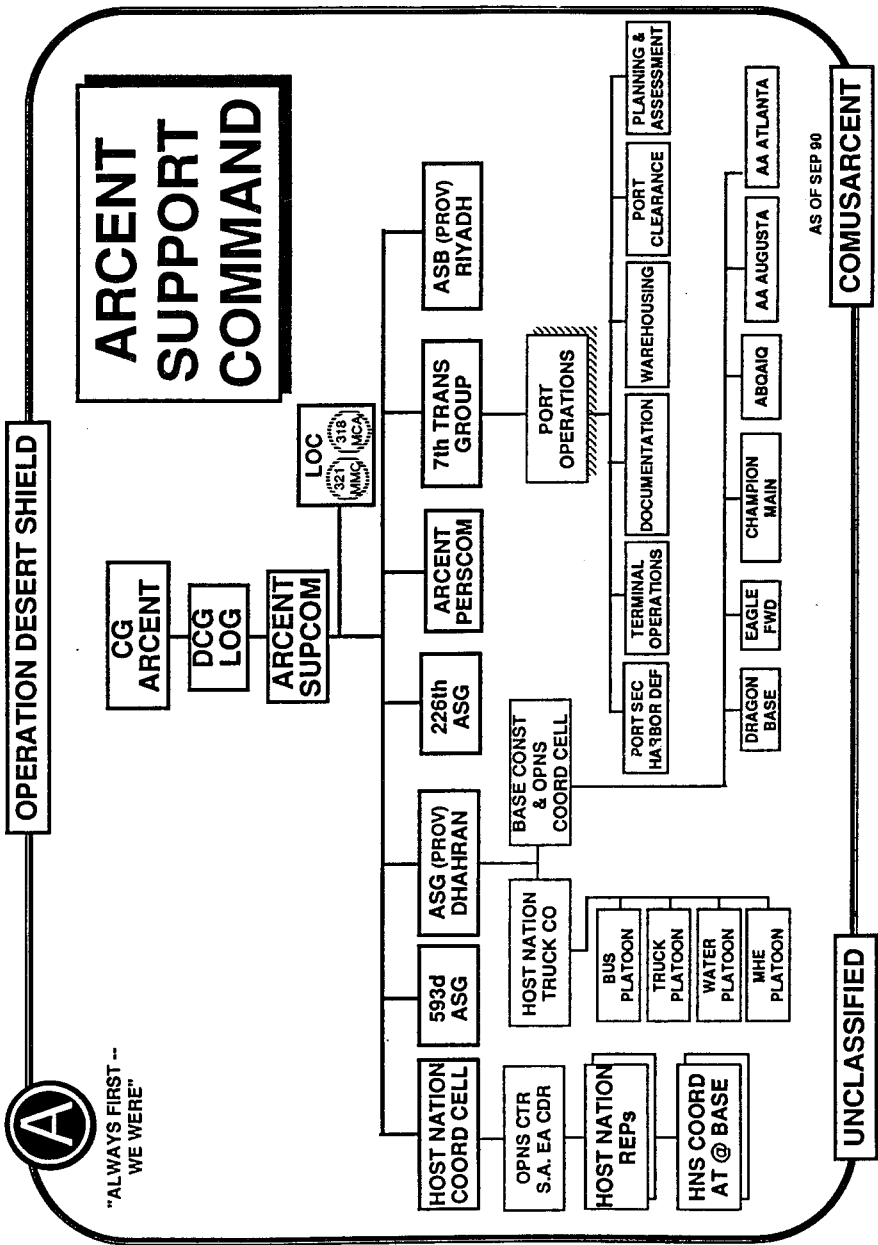 OPERATION DESERT SHIELD
A
"ALWAYS FIRST --
WE WERE"
ARCENT
SUPPORT
COMMAND
CG
ARCENT
DCG
LOG
ARCENT
SUPCOM
LOC
321
MMC
318
MCA
HOST NATION
COORD CELL
593d
ASG
ASG (PROV)
DHAHRAN
226th
ASG
ARCENT
PERSCOM
7th TRANS
GROUP
ASB (PROV)
RIYADH
OPNS CTR
S.A. EA CDR
HOST NATION
REPs
HNS COORD
AT @ BASE
HOST NATION
TRUCK CO
BUS
PLATOON
TRUCK
PLATOON
WATER
PLATOON
MHE
PLATOON
BASE CONST
& OPNS
COORD CELL
PORT
OPERATIONS
PORT SEC
HARBOR DEF
TERMINAL
OPERATIONS
DOCUMENTATION
WAREHOUSING
PORT
CLEARANCE
PLANNING &
ASSESSMENT
DRAGON
BASE
EAGLE
FWD
CHAMPION
MAIN
ABQAIQ
AA AUGUSTA
AA ATLANTA
AS OF SEP 90
UNCLASSIFIED
COMUSARCENT